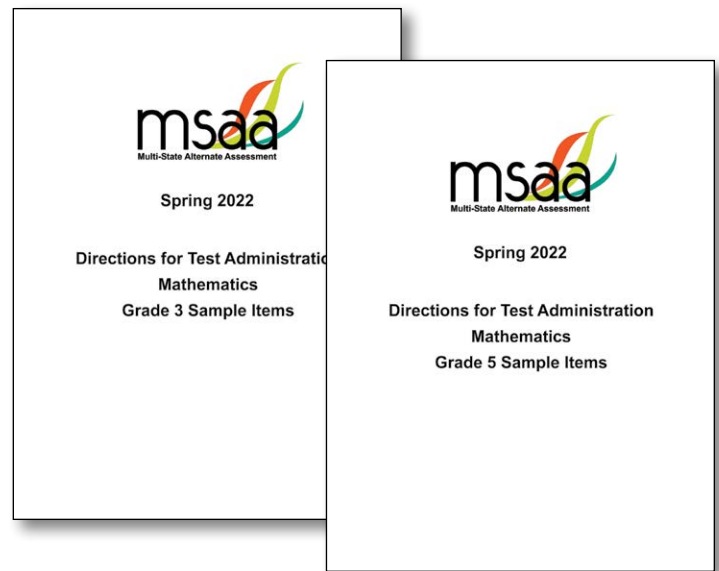 msaa
Multi-State Alternate Assessment
Spring 2022
Directions for Test Administratio
Mathematics
Grade 3 Sample Items
msaa
Multi-State Alternate Assessment
Spring 2022
Directions for Test Administration
Mathematics
Grade 5 Sample Items